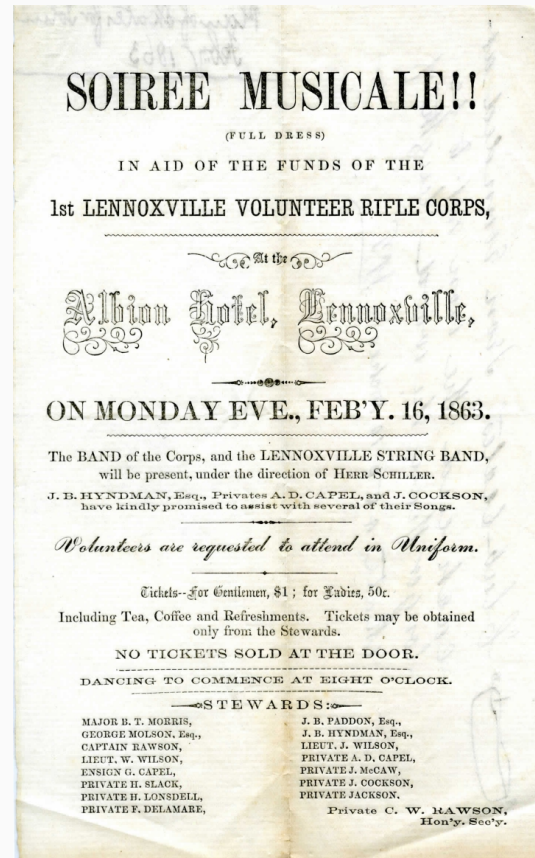 SOIREE MUSICALE!!
(FULL DRESS)
IN AID OF THE FUNDS OF THE
1st LENNOXVILLE VOLUNTEER RIFLE CORPS,
At the
Albion Hotel, Lennoxville,
ON MONDAY EVE., FEB'Y. 16, 1863.
The BAND of the Corps, and the LENNOXVILLE STRING BAND,
will be present, under the direction of HERR SCHILLER.
J. B. HYNDMAN, Esq., Privates A. D. CAPEL, and J. COCKSON,
have kindly promised to assist with several of their Songs.
Volunteers are requested to attend in Uniform.
Tickets--For Gentlemen, $1; for Ladies, 50c.
Including Tea, Coffee and Refreshments. Tickets may be obtained
only from the Stewards.
NO TICKETS SOLD AT THE DOOR.
DANCING TO COMMENCE AT EIGHT O'CLOCK.
STEWARDS:
MAJOR B. T. MORRIS,
GEORGE MOLSON, Esq.,
CAPTAIN RAWSON,
LIEUT. W. WILSON,
ENSIGN G. CAPEL,
PRIVATE H. SLACK,
PRIVATE H. LONSDELL,
PRIVATE F. DELAMARE,
J. B. PADDON, Esq.,
J. B. HYNDMAN, Esq.,
LIEUT. J. WILSON,
PRIVATE A. D. CAPEL,
PRIVATE J. McCAW,
PRIVATE J. COCKSON,
PRIVATE JACKSON.
Private C. W. RAWSON,
Hon'y. Sec'y.